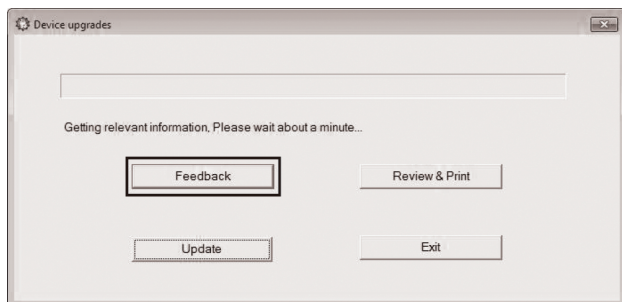 Device upgrades
Getting relevant information, Please wait about a minute...
Feedback
Review & Print
Update
Exit